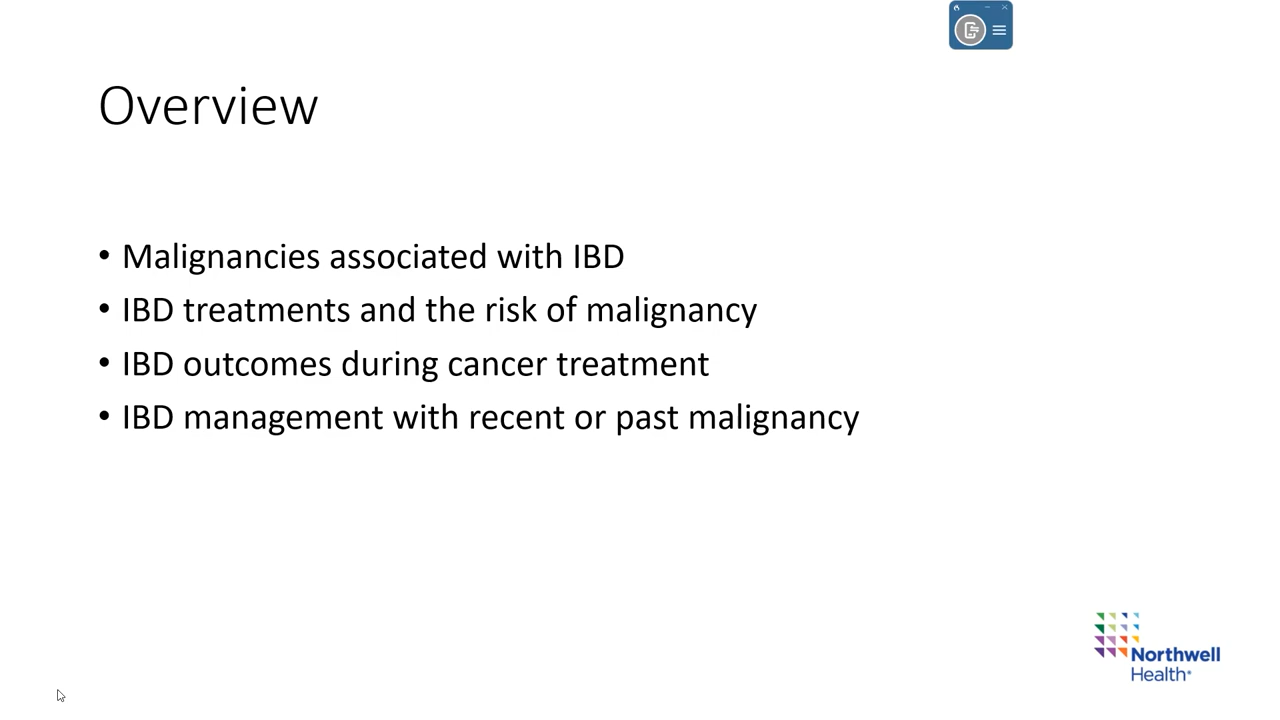 Overview
• Malignancies associated with IBD
• IBD treatments and the risk of malignancy
• IBD outcomes during cancer treatment
• IBD management with recent or past malignancy
Northwell
Health®